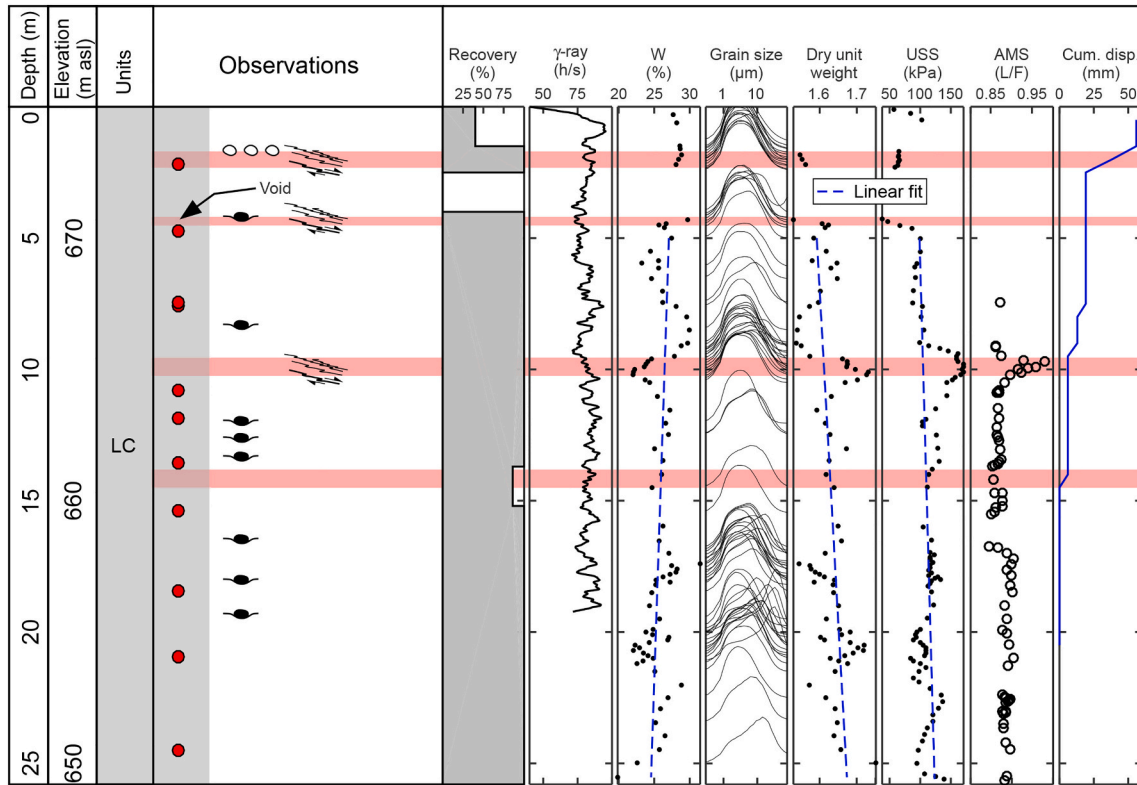 Depth (m)
Elevation
(m asl)
Units
Observations
Recovery
(%)
25 50 75
γ-ray
(h/s)
25 75
W
(%)
20 25 30
Grain size
(μm)
1 10
Dry unit
weight
1.6 1.7
USS
(kPa)
50 100 150
AMS
(L/F)
0.85 0.95
Cum. disp.
(mm)
0 25 50
0
Void
Linear fit
5
670
10
LC
15
660
20
25
650